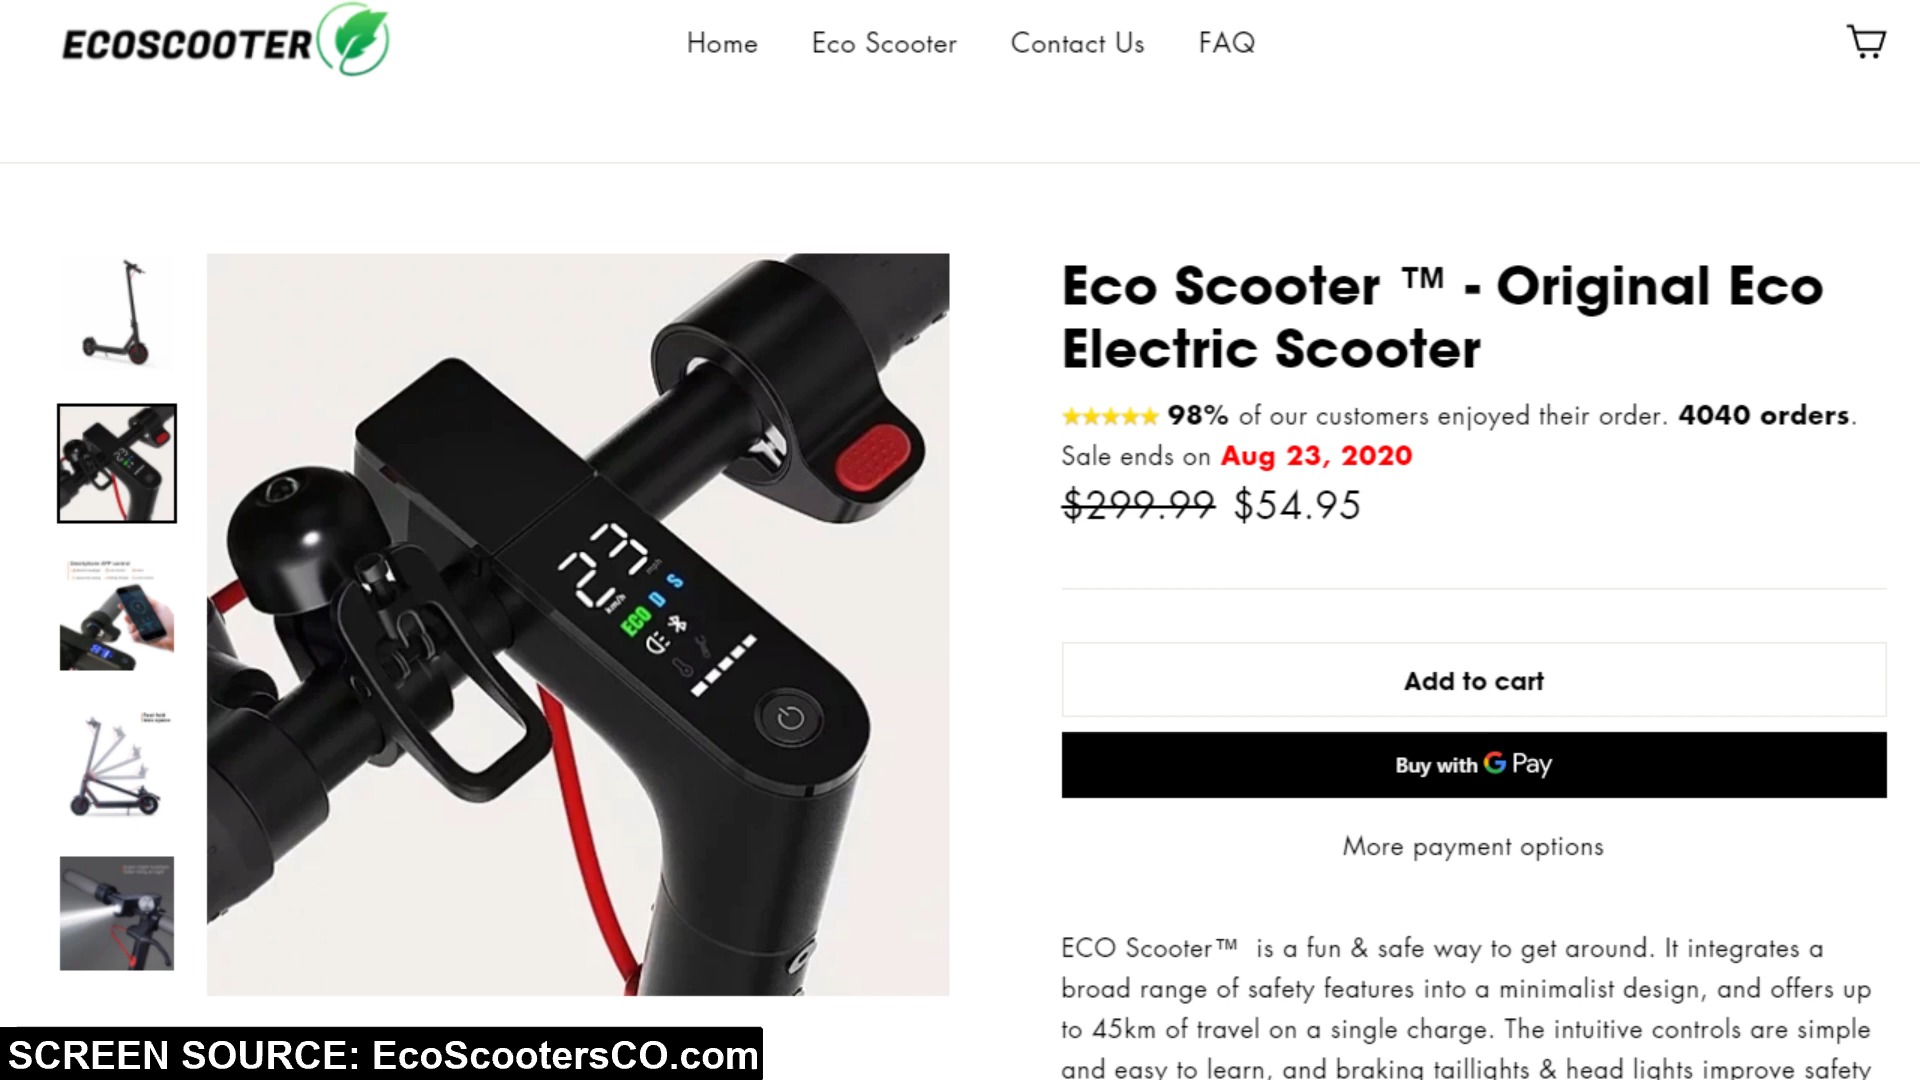 ECOSCOOTER
Home
Eco Scooter
Contact Us
FAQ
Eco Scooter ™ - Original Eco
Electric Scooter
98% of our customers enjoyed their order. 4040 orders.
Sale ends on Aug 23, 2020
$299.99 $54.95
23
mph
km/h
ECO D S
Add to cart
Buy with G Pay
More payment options
ECO Scooter™ is a fun & safe way to get around. It integrates a
broad range of safety features into a minimalist design, and offers up
to 45km of travel on a single charge. The intuitive controls are simple
and easy to learn, and braking taillights & head lights improve safety
SCREEN SOURCE: EcoScootersCO.com